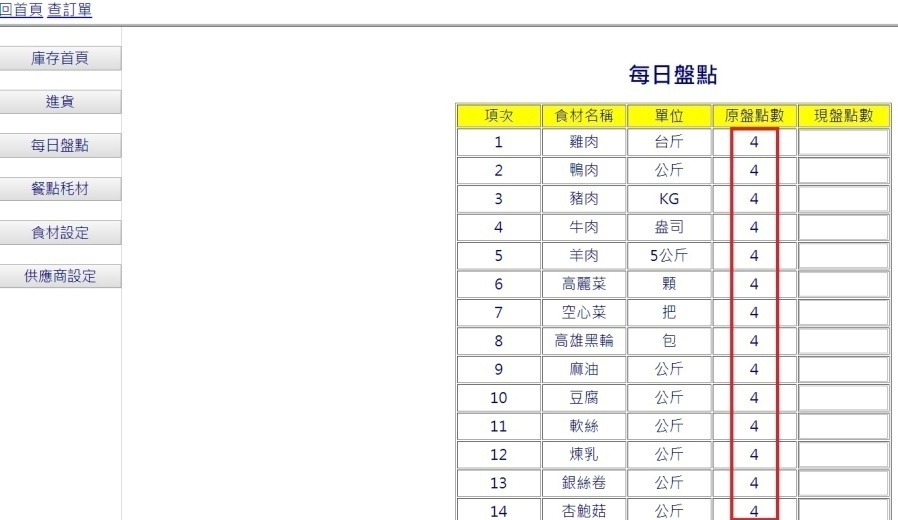 回首頁 查訂單
庫存首頁
進貨
每日盤點
餐點秏材
食材設定
供應商設定
每日盤點
項次 食材名稱 單位 原盤點數 現盤點數
1 雞肉 台斤 4
2 鴨肉 公斤 4
3 豬肉 KG 4
4 牛肉 盎司 4
5 羊肉 5公斤 4
6 高麗菜 顆 4
7 空心菜 把 4
8 高雄黑輪 包 4
9 麻油 公斤 4
10 豆腐 公斤 4
11 軟絲 公斤 4
12 煉乳 公斤 4
13 銀絲卷 公斤 4
14 杏鮑菇 公斤 4